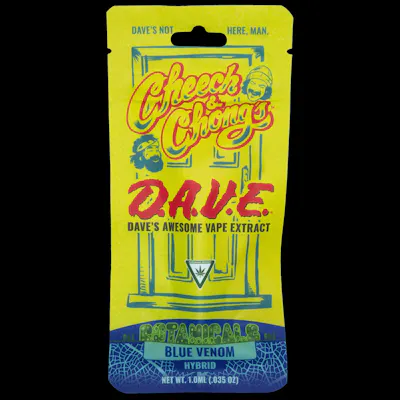 DAVE'S NOT HERE, MAN.
Cheech
&
Chong's
D.A.V.E.
DAVE'S AWESOME VAPE EXTRACT
BOTANICALS
BLUE VENOM
HYBRID
NET WT. 1.0ML (.035 OZ)